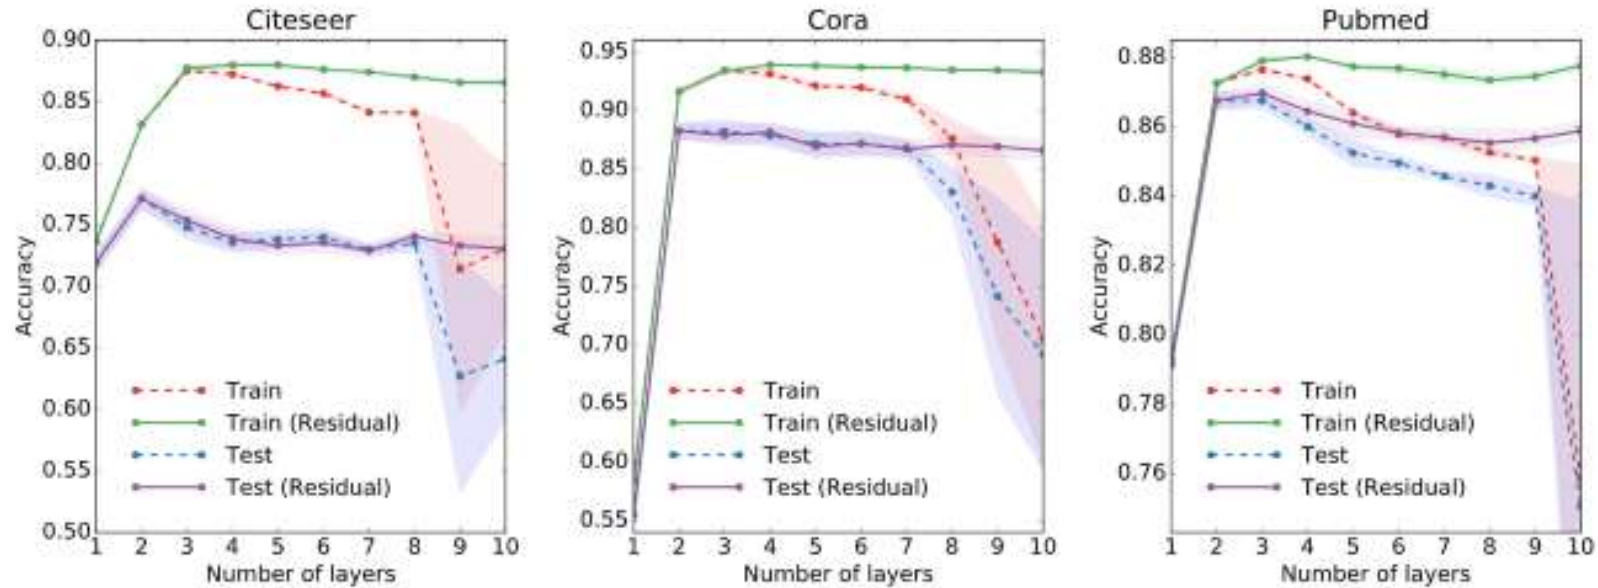 Citeseer
Accuracy
0.90
0.85
0.80
0.75
0.70
0.65
0.60
0.55
0.50
Train
Train (Residual)
Test
Test (Residual)
1 2 3 4 5 6 7 8 9 10
Number of layers
Cora
Accuracy
0.95
0.90
0.85
0.80
0.75
0.70
0.65
0.60
0.55
Train
Train (Residual)
Test
Test (Residual)
1 2 3 4 5 6 7 8 9 10
Number of layers
Pubmed
Accuracy
0.88
0.86
0.84
0.82
0.80
0.78
0.76
Train
Train (Residual)
Test
Test (Residual)
1 2 3 4 5 6 7 8 9 10
Number of layers